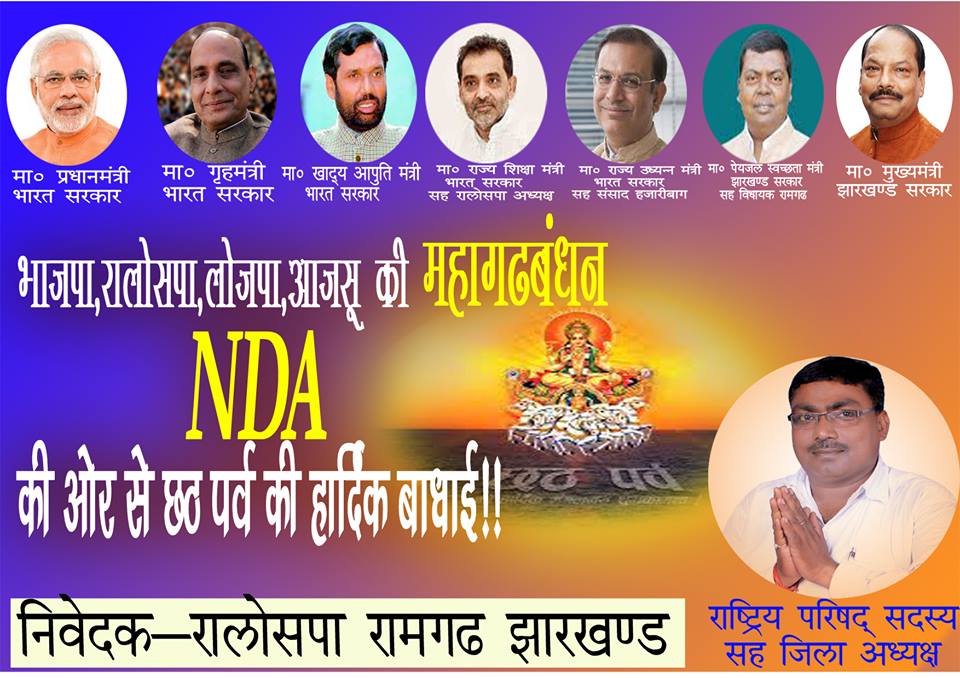 मा० प्रधानमंत्री
भारत सरकार
मा० गृहमंत्री
भारत सरकार
मा० खाद्य आपुति मंत्री
भारत सरकार
मा० राज्य शिक्षा मंत्री
भारत सरकार
सह रालोसपा अध्यक्ष
मा० राज्य उध्यन्न मंत्री
भारत सरकार
सह संसाद हजारीबाग
मा० पेयजल स्वच्छता मंत्री
झारखण्ड सरकार
सह विषायक रामगढ
मा० मुख्यमंत्री
झारखण्ड सरकार
भाजपा,रालोसपा,लोजपा,आजसू की महागढबंधन
NDA
की ओर से छठ पर्व की हार्दिक बाधाई!!
छठ पर्व
निवेदक–रालोसपा रामगढ झारखण्ड
राष्ट्रिय परिषद् सदस्य
सह जिला अध्यक्ष